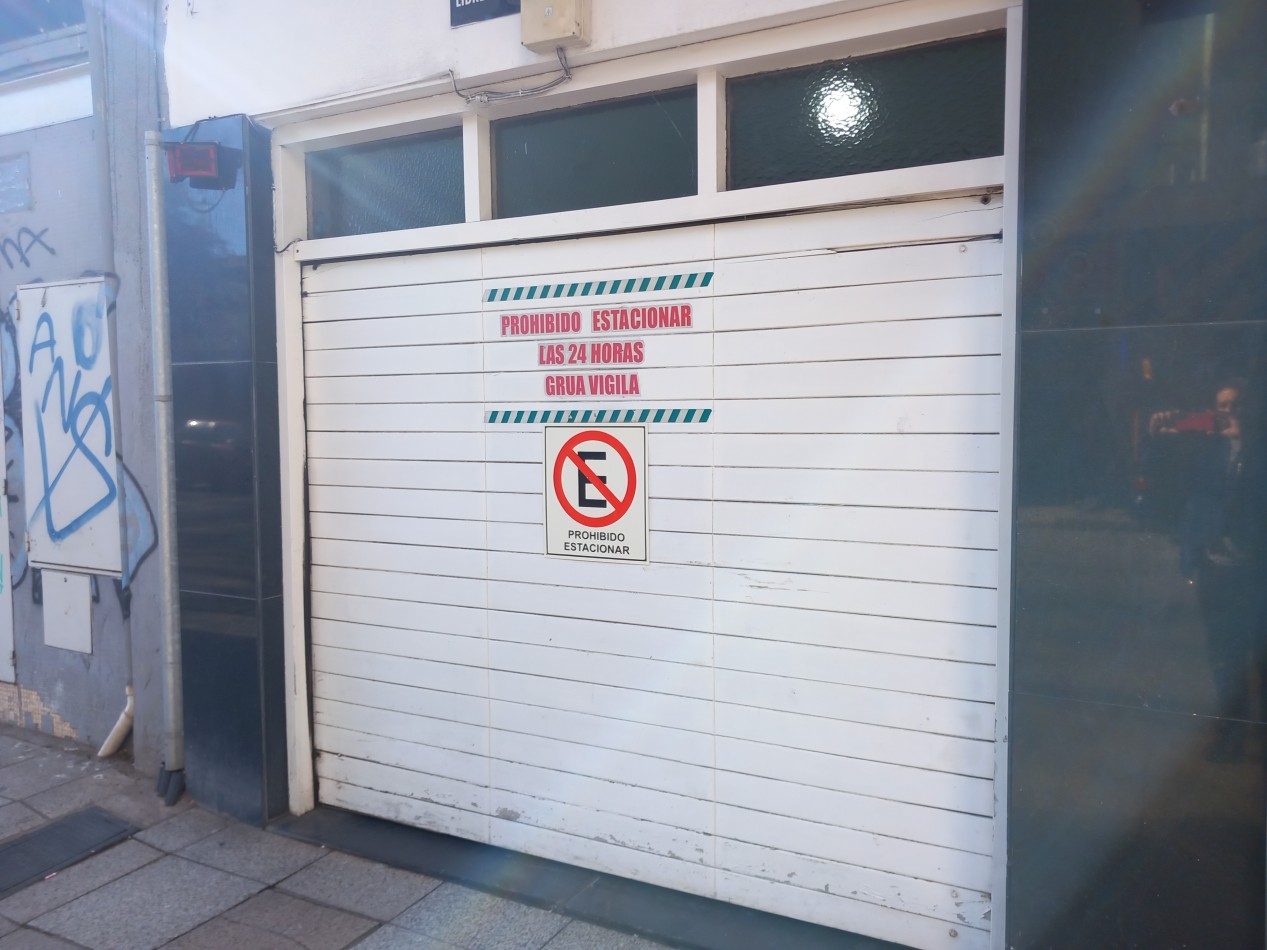 PROHIBIDO ESTACIONAR
LAS 24 HORAS
GRUA VIGILA
E
PROHIBIDO
ESTACIONAR